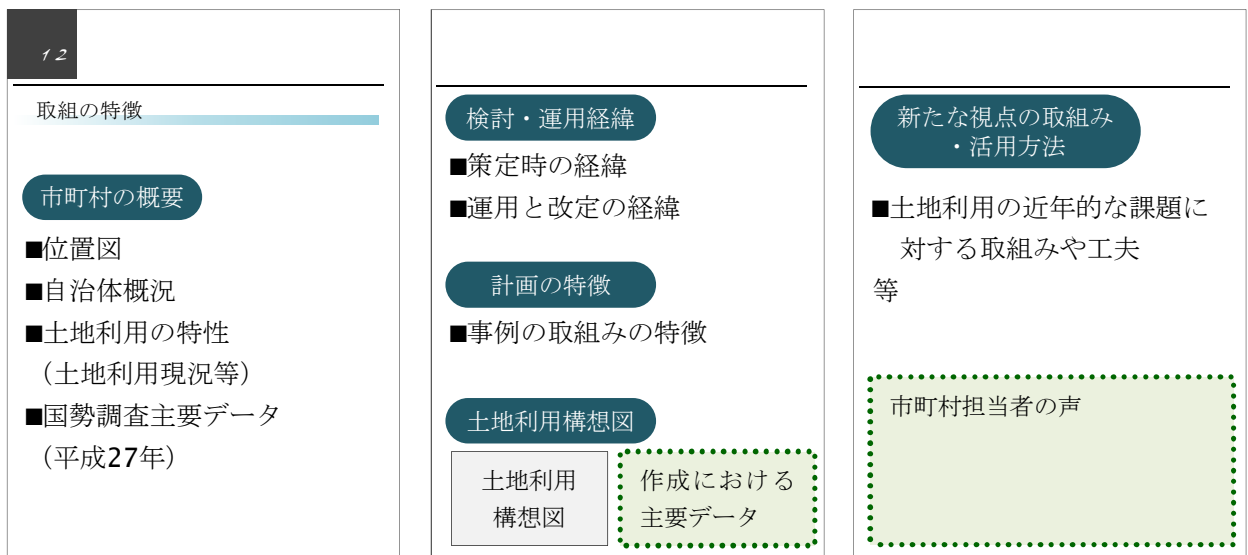 12
取組の特徴
市町村の概要
■位置図
■自治体概況
■土地利用の特性
（土地利用現況等）
■国勢調査主要データ
（平成27年）
検討・運用経緯
■策定時の経緯
■運用と改定の経緯
計画の特徴
■事例の取組みの特徴
土地利用構想図
土地利用
構想図
作成における
主要データ
新たな視点の取組み
・活用方法
■土地利用の近年的な課題に
対する取組みや工夫
等
市町村担当者の声